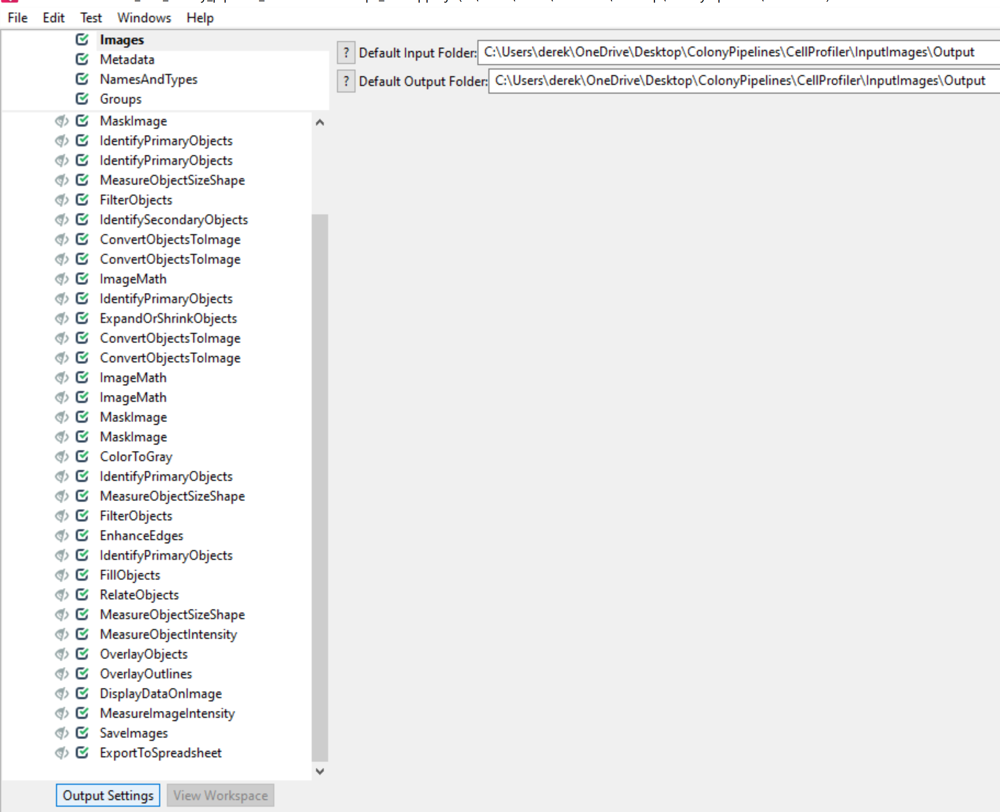 File Edit Test Windows Help
Images
Metadata
NamesAndTypes
Groups
? Default Input Folder: C:\Users\derek\OneDrive\Desktop\ColonyPipelines\CellProfiler\InputImages\Output
? Default Output Folder: C:\Users\derek\OneDrive\Desktop\ColonyPipelines\CellProfiler\InputImages\Output
MaskImage
IdentifyPrimaryObjects
IdentifyPrimaryObjects
MeasureObjectSizeShape
FilterObjects
IdentifySecondaryObjects
ConvertObjectsToImage
ConvertObjectsToImage
ImageMath
IdentifyPrimaryObjects
ExpandOrShrinkObjects
ConvertObjectsToImage
ConvertObjectsToImage
ImageMath
ImageMath
MaskImage
MaskImage
ColorToGray
IdentifyPrimaryObjects
MeasureObjectSizeShape
FilterObjects
EnhanceEdges
IdentifyPrimaryObjects
FillObjects
RelateObjects
MeasureObjectSizeShape
MeasureObjectIntensity
OverlayObjects
OverlayOutlines
DisplayDataOnImage
MeasureImageIntensity
SaveImages
ExportToSpreadsheet
Output Settings View Workspace